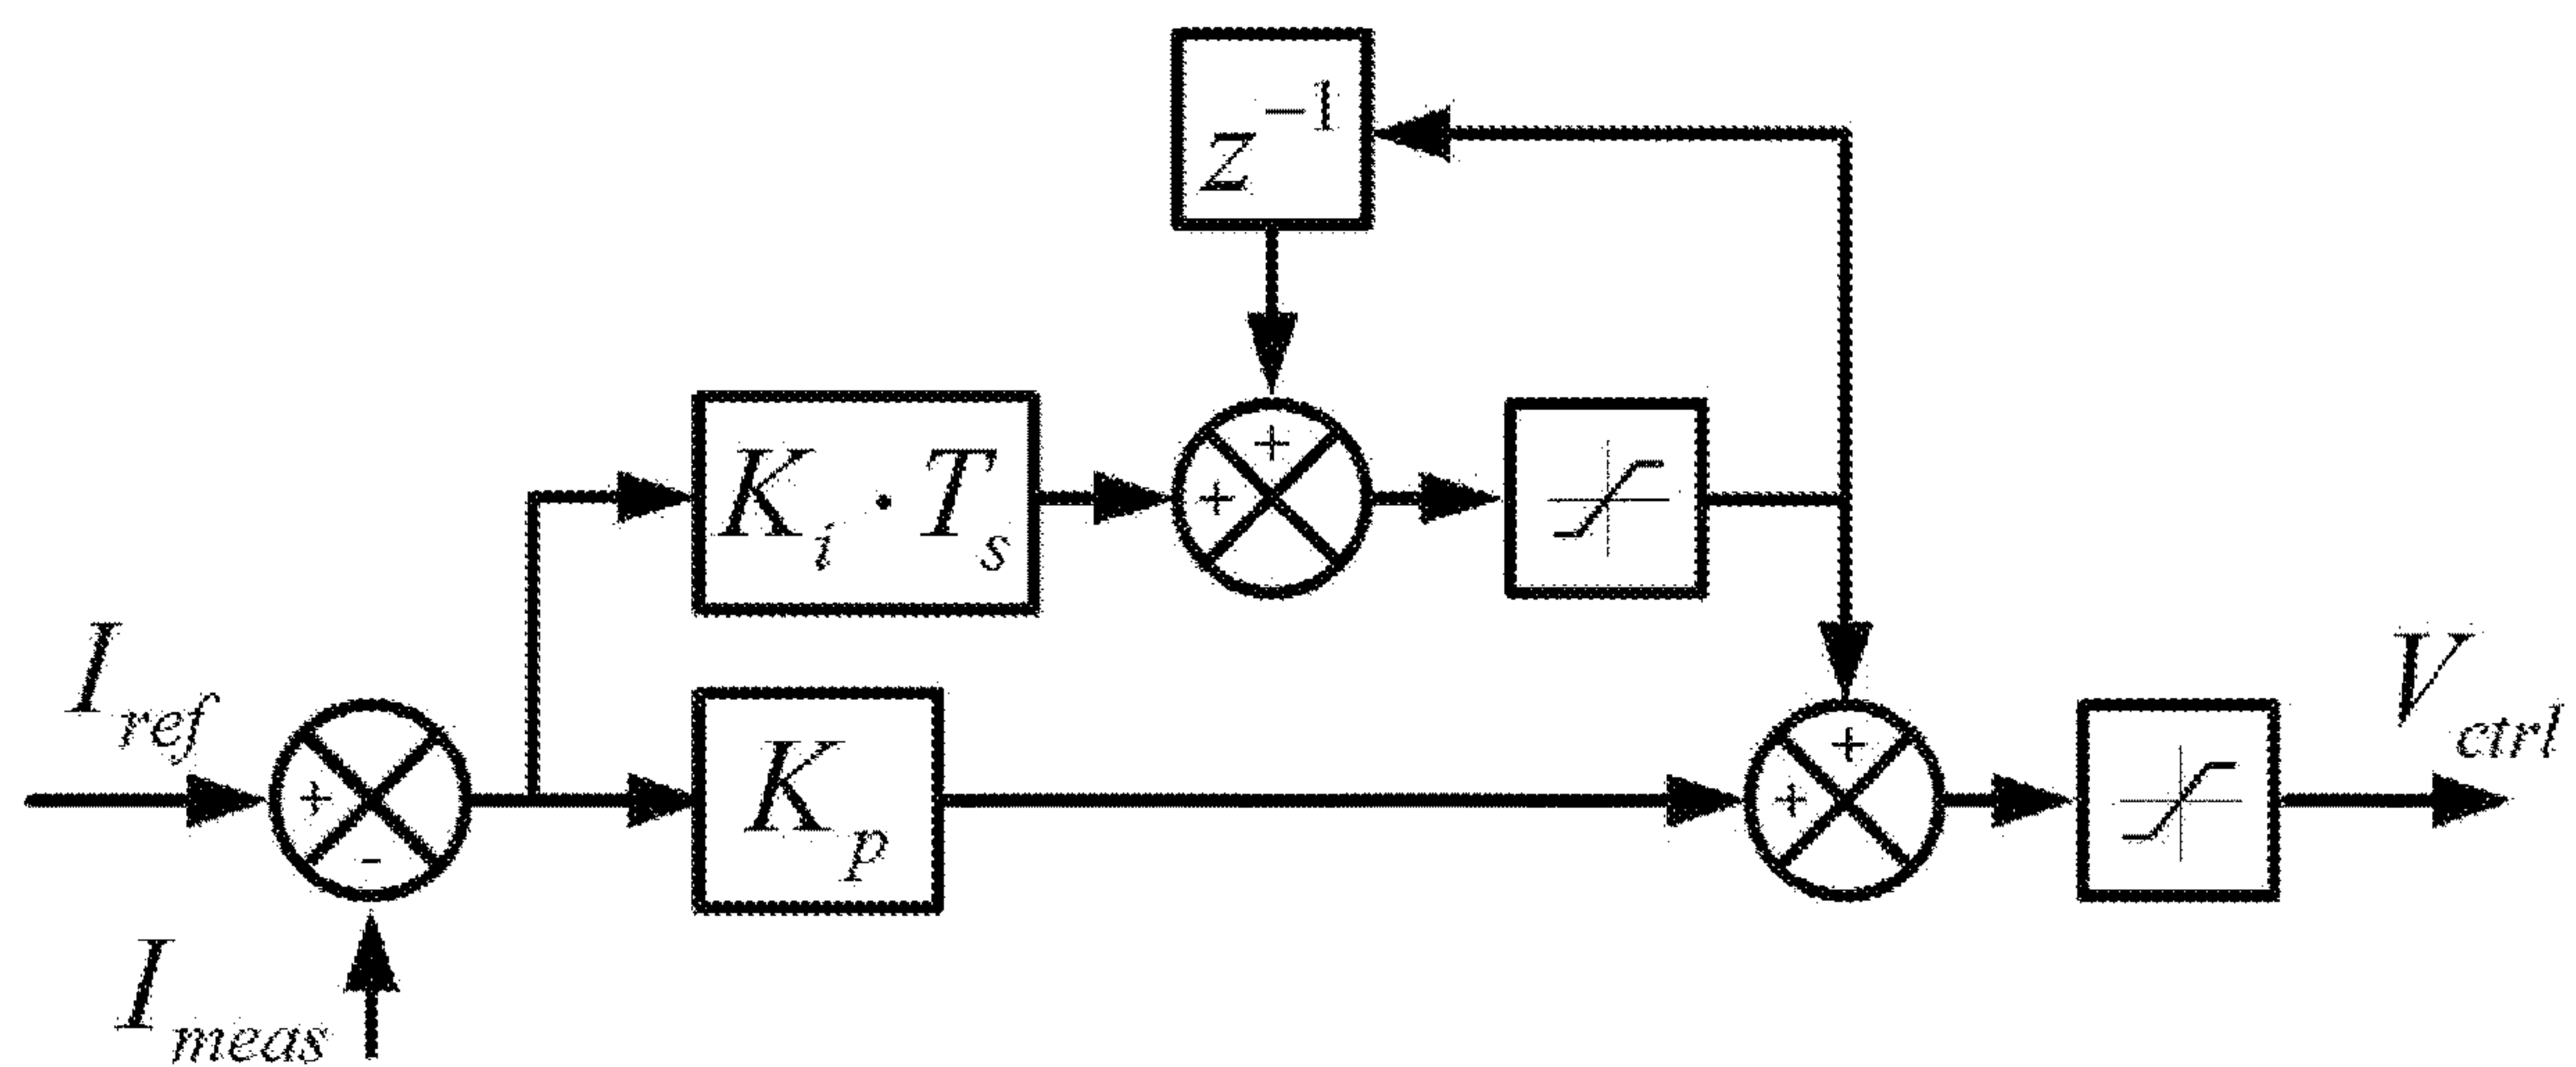 z⁻¹
+
K_i · T_s
+
I_ref
K_p
+
V_ctrl
+
+
-
I_meas